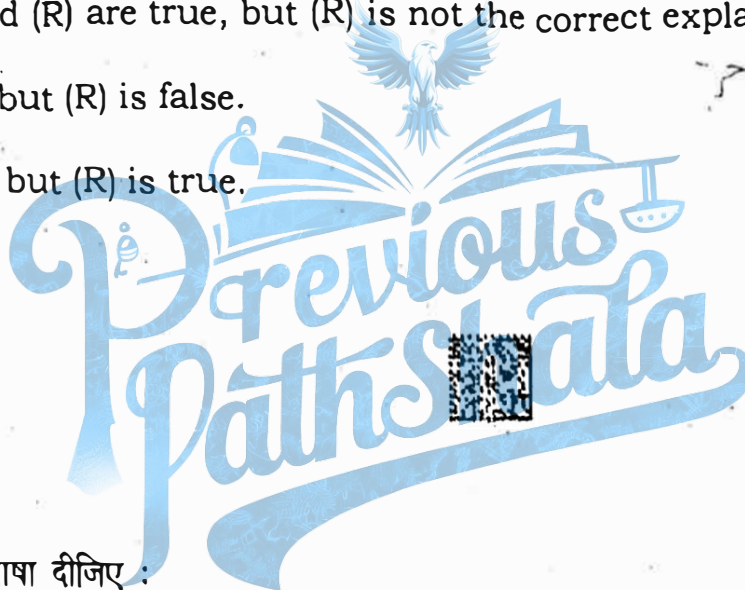 d (R) are true, but (R) is not the correct expla
but (R) is false.
but (R) is true.
Previous
Pathshala
दीजिए :